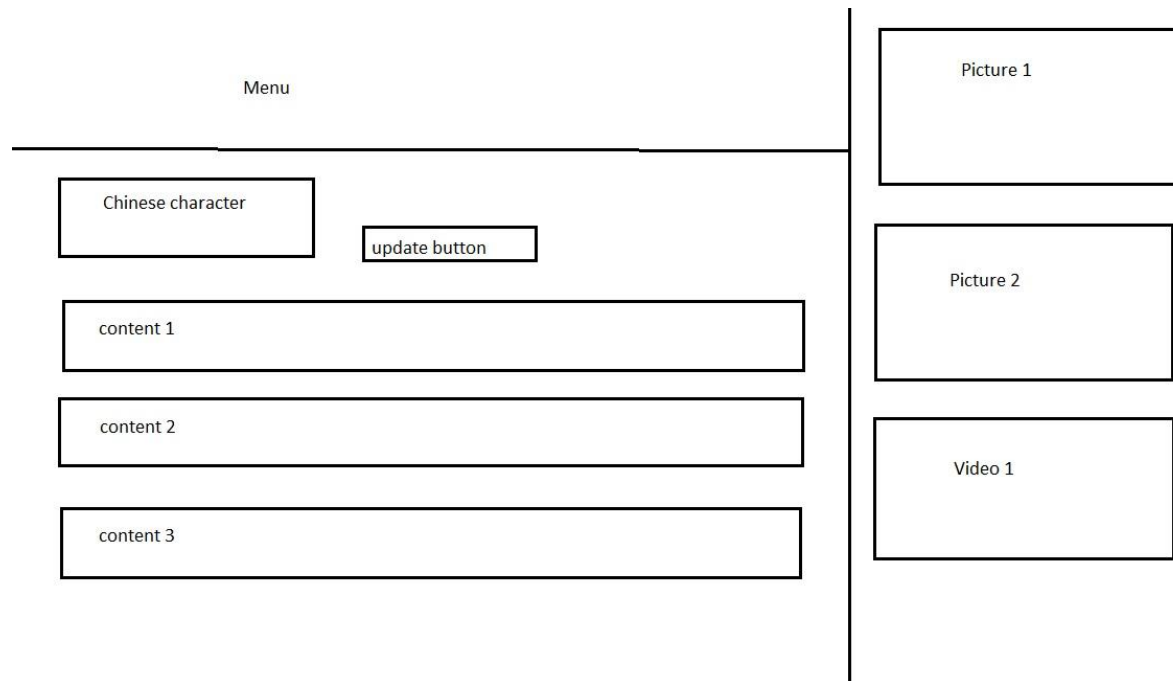 Menu
Chinese character
update button
content 1
content 2
content 3
Picture 1
Picture 2
Video 1